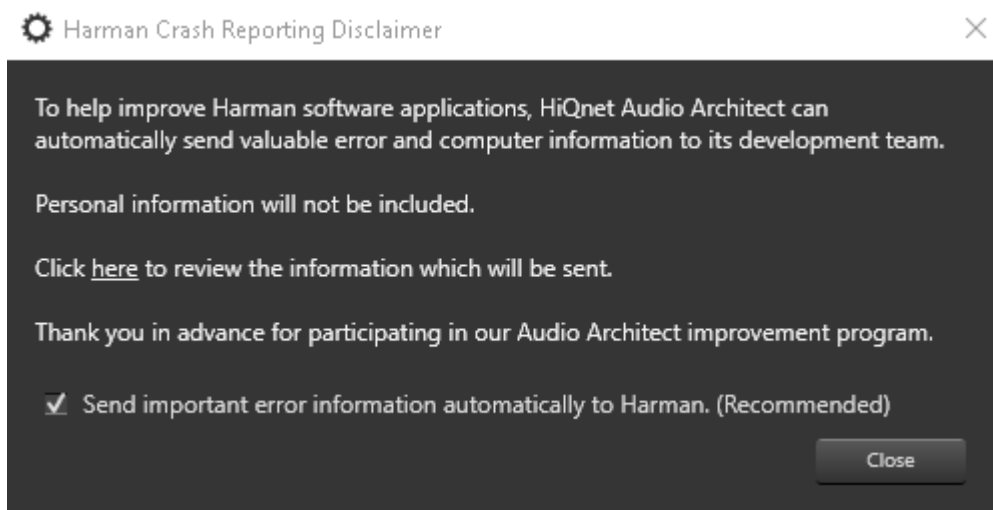 Harman Crash Reporting Disclaimer
To help improve Harman software applications, HiQnet Audio Architect can
automatically send valuable error and computer information to its development team.
Personal information will not be included.
Click here to review the information which will be sent.
Thank you in advance for participating in our Audio Architect improvement program.
Send important error information automatically to Harman. (Recommended)
Close